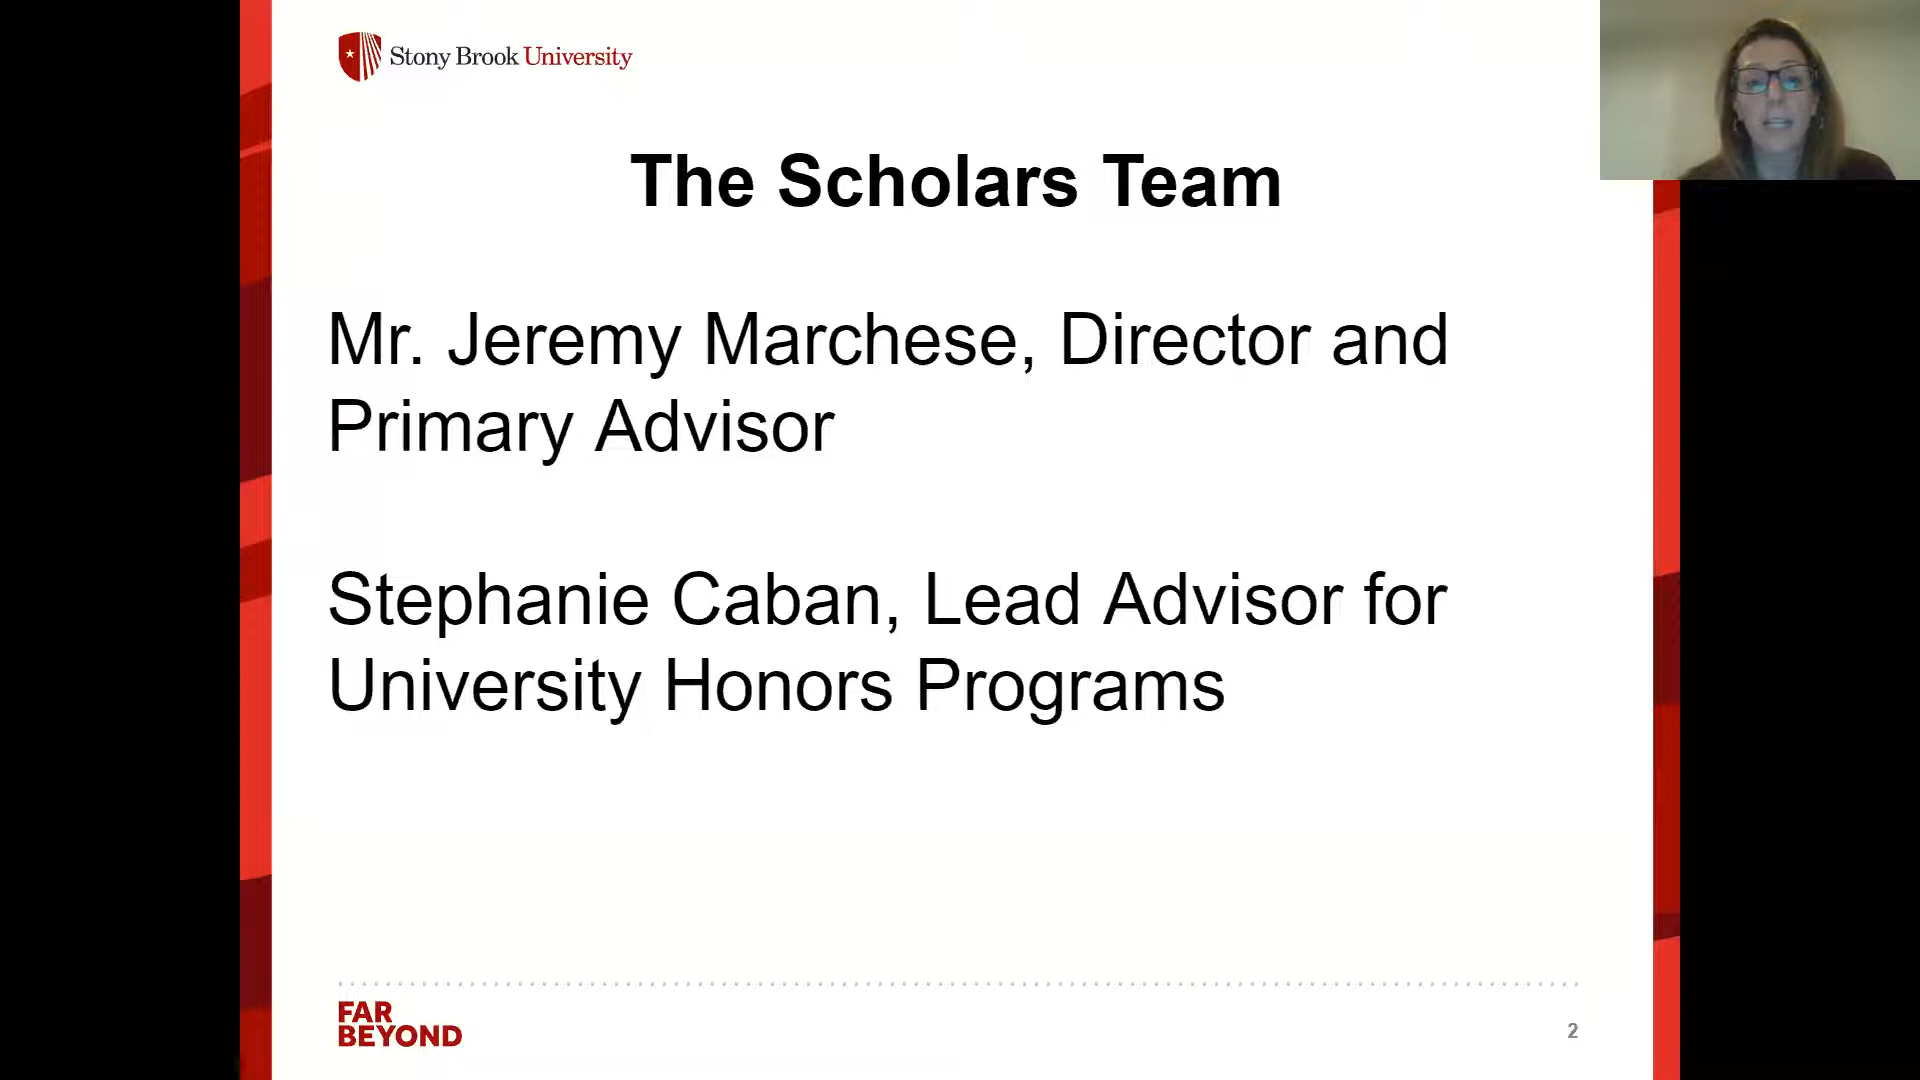 Stony Brook University
The Scholars Team
Mr. Jeremy Marchese, Director and
Primary Advisor
Stephanie Caban, Lead Advisor for
University Honors Programs
FAR
BEYOND
2